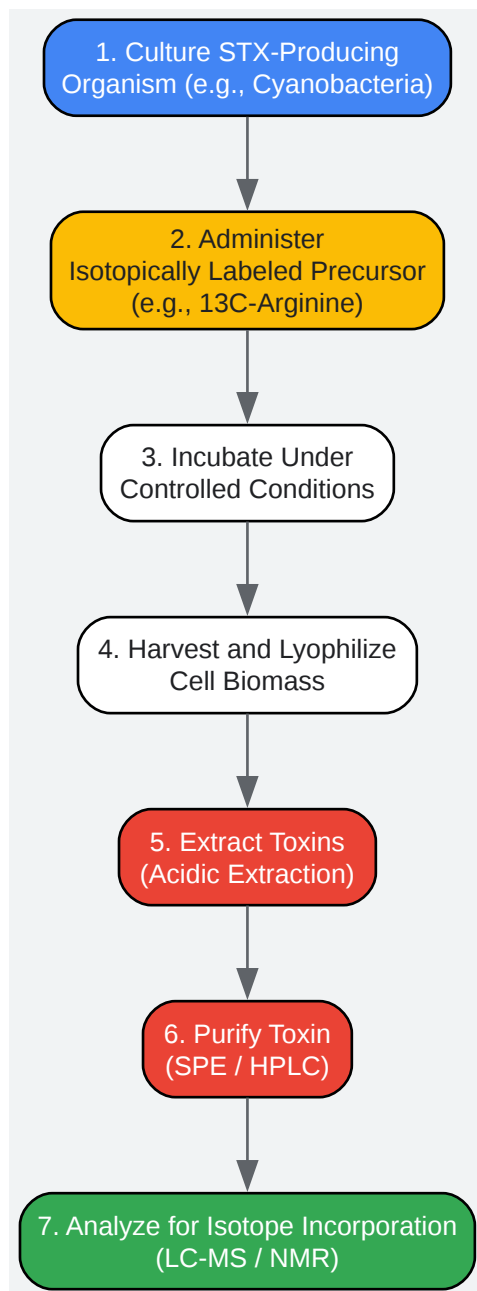 1. Culture STX-Producing
Organism (e.g., Cyanobacteria)
2. Administer
Isotopically Labeled Precursor
(e.g., 13C-Arginine)
3. Incubate Under
Controlled Conditions
4. Harvest and Lyophilize
Cell Biomass
5. Extract Toxins
(Acidic Extraction)
6. Purify Toxin
(SPE / HPLC)
7. Analyze for Isotope Incorporation
(LC-MS / NMR)